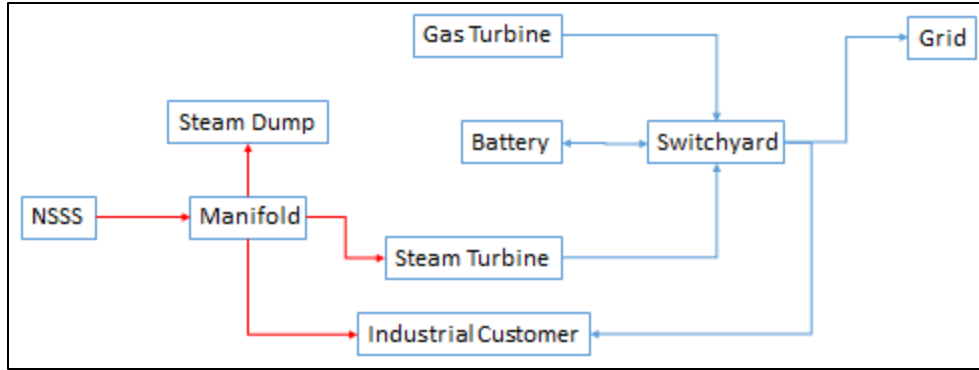 Gas Turbine
Grid
Steam Dump
Battery
Switchyard
NSSS
Manifold
Steam Turbine
Industrial Customer